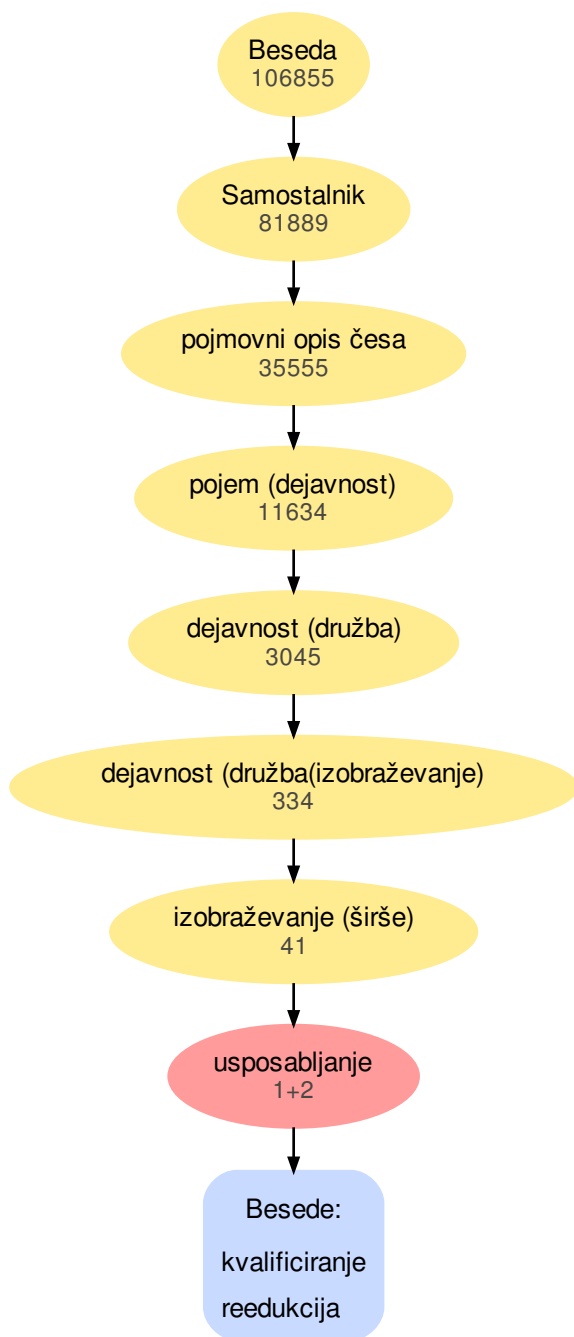 Beseda
106855
Samostalnik
81889
pojmovni opis česa
35555
pojem (dejavnost)
11634
dejavnost (družba)
3045
dejavnost (družba(izobraževanje)
334
izobraževanje (širše)
41
usposabljanje
1+2
Besede:
kvalificiranje
reedukcija